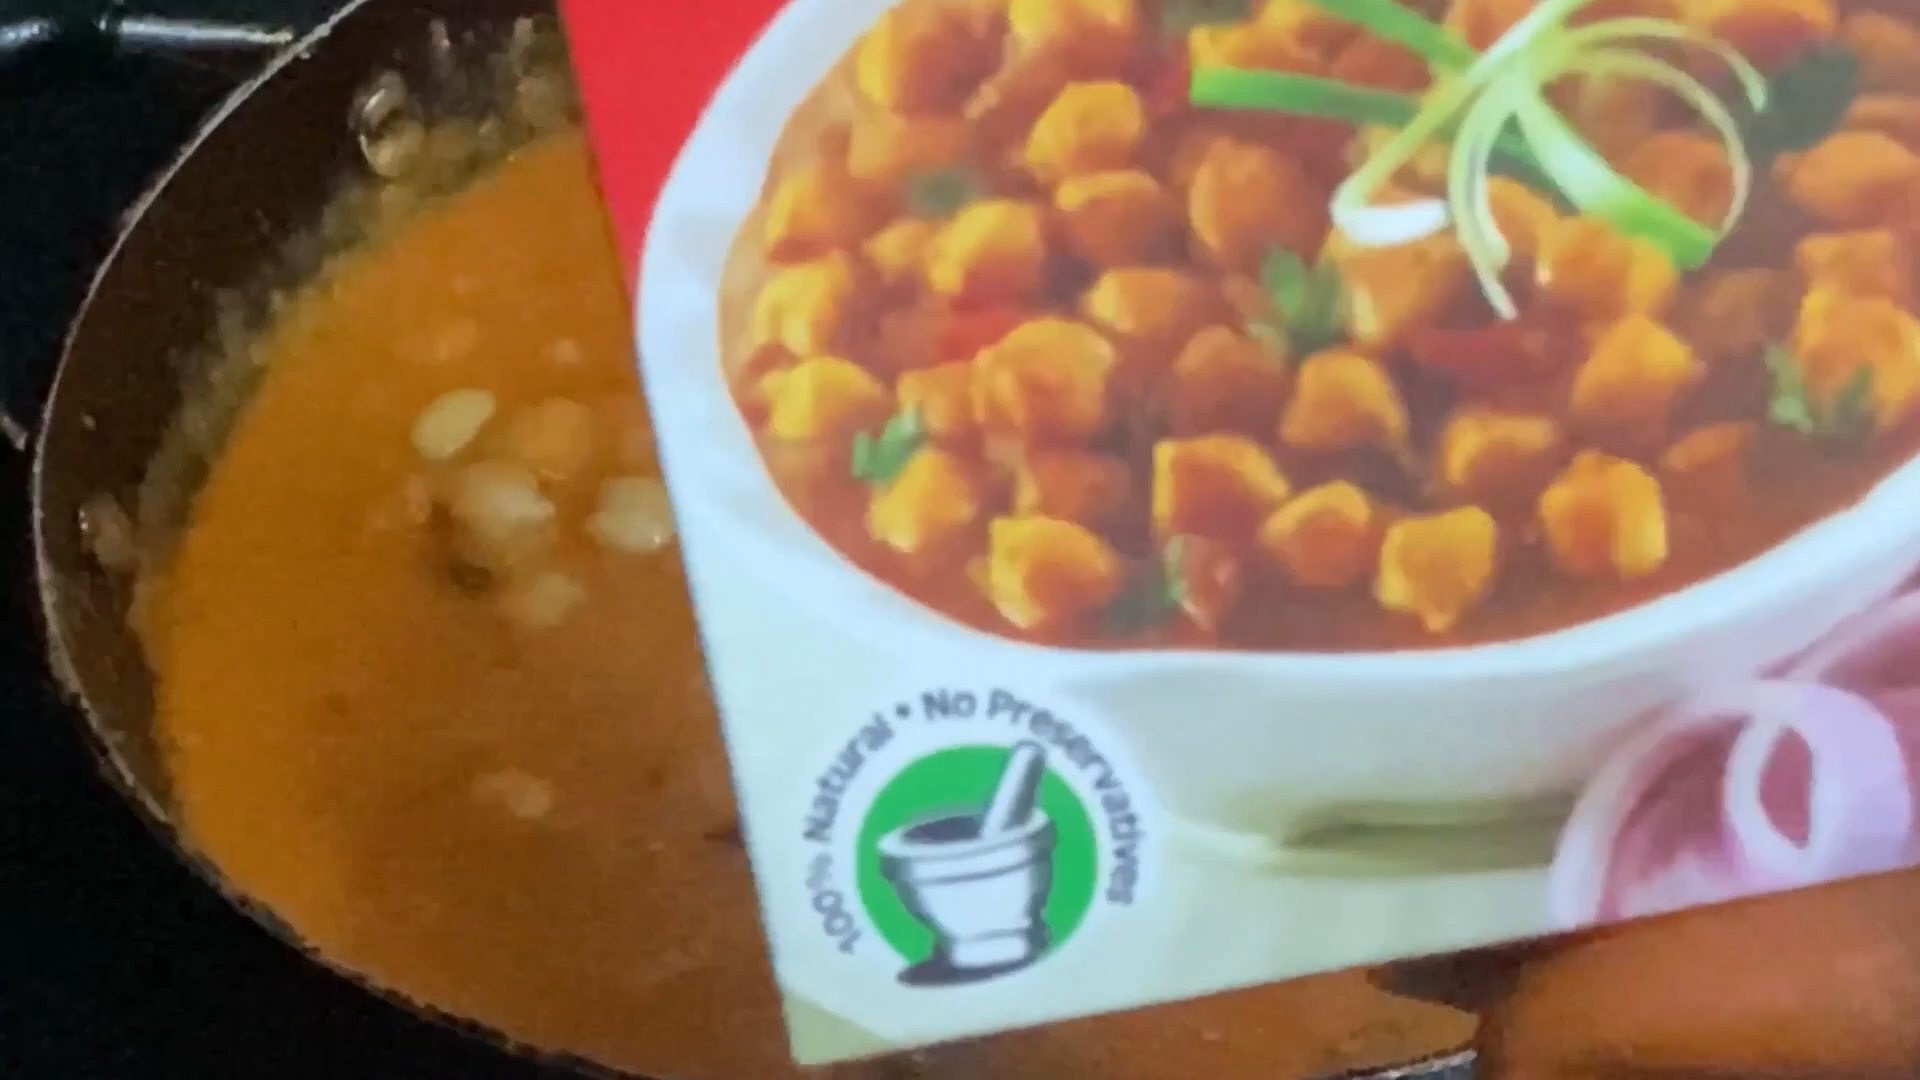 100% Natural • No Preservatives